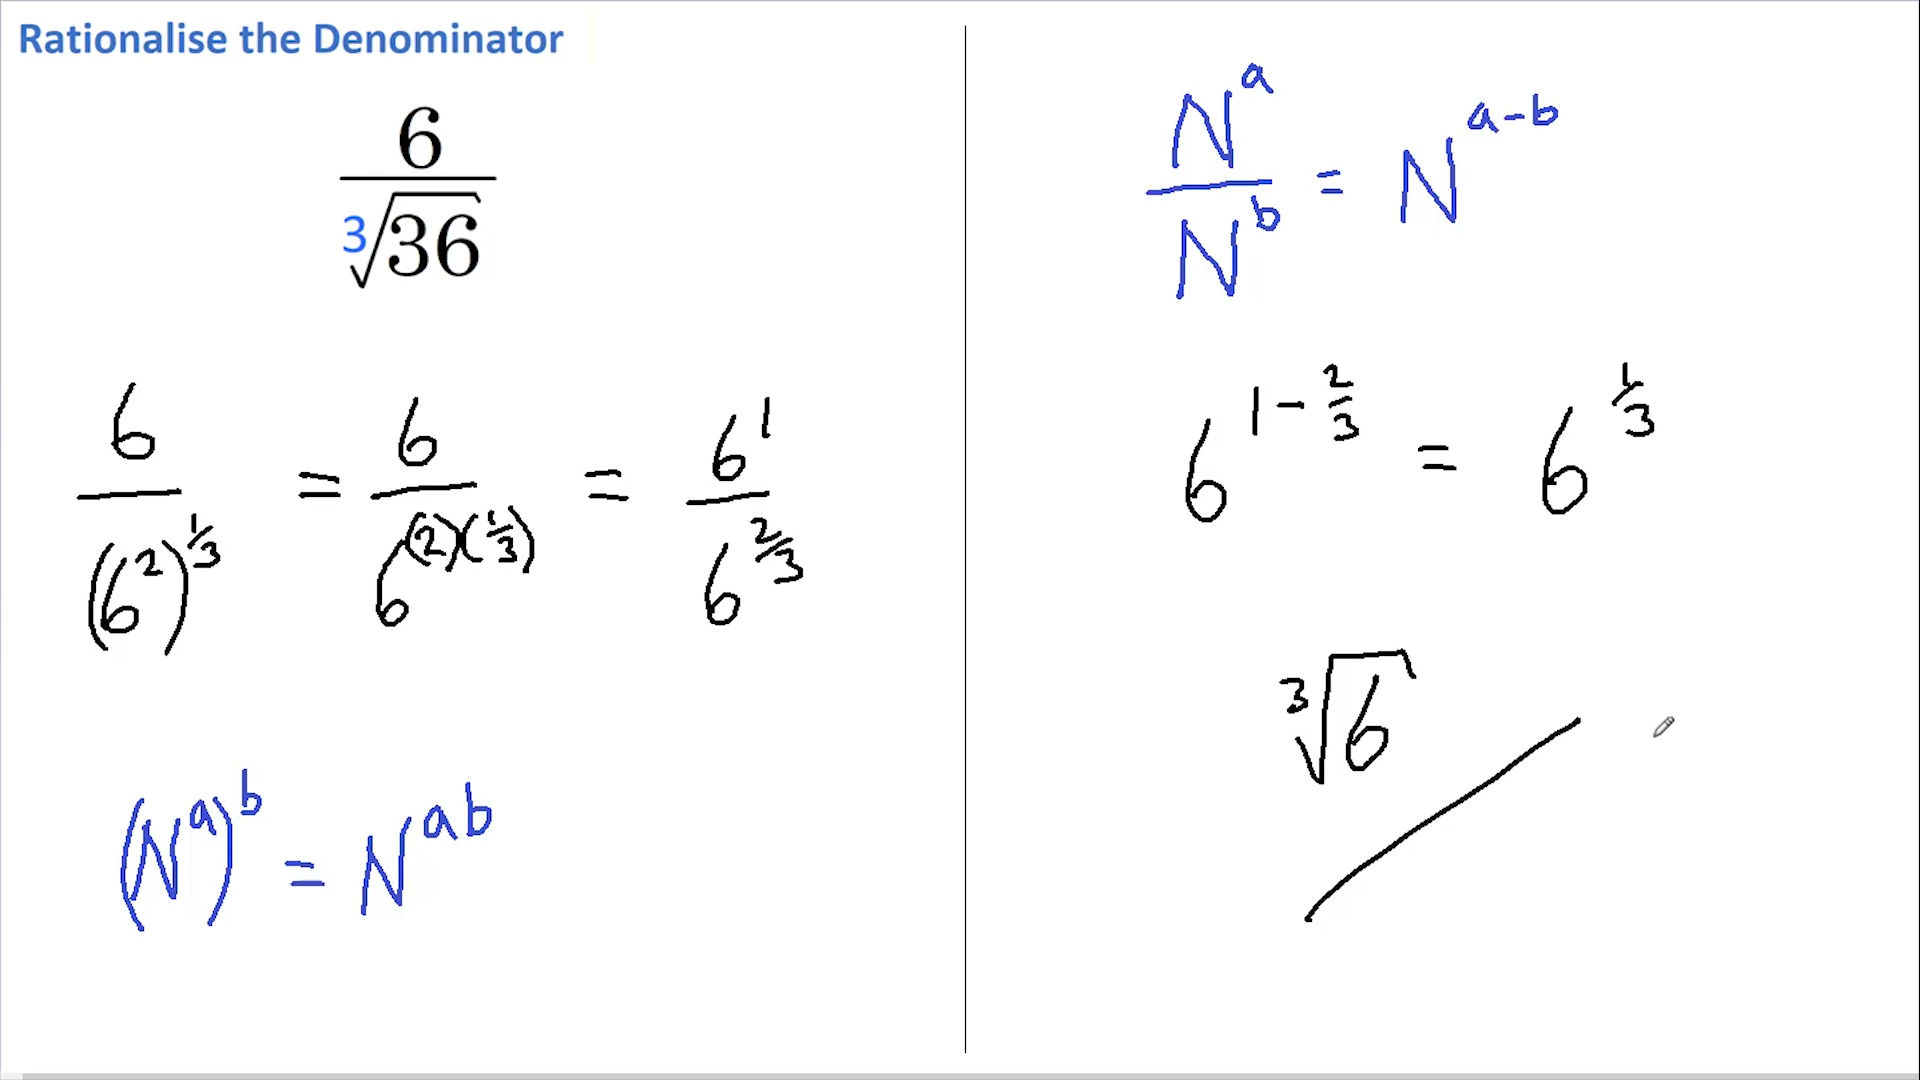 Rationalise the Denominator
6
∛36
6/(6²)^(1/3) = 6/6^((2)(1/3)) = 6¹/6^(2/3)
(N^a)^b = N^(ab)
N^a/N^b = N^(a-b)
6^(1-2/3) = 6^(1/3)
∛6